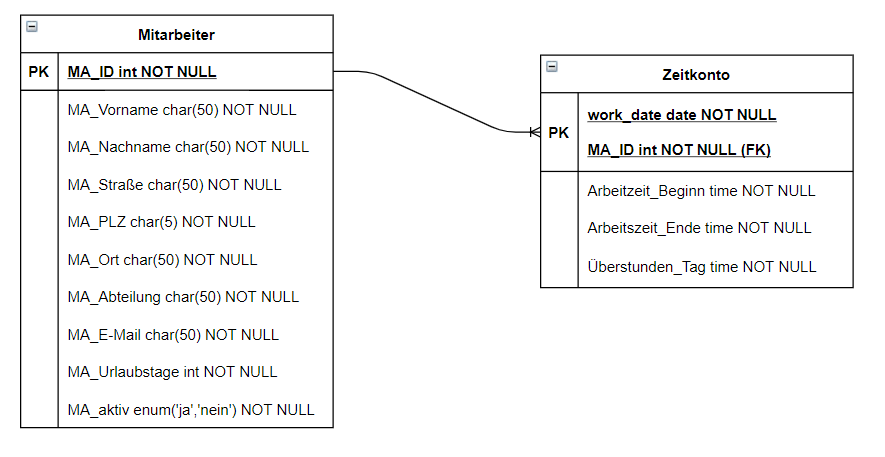 Mitarbeiter
PK MA_ID int NOT NULL
MA_Vorname char(50) NOT NULL
MA_Nachname char(50) NOT NULL
MA_Straße char(50) NOT NULL
MA_PLZ char(5) NOT NULL
MA_Ort char(50) NOT NULL
MA_Abteilung char(50) NOT NULL
MA_E-Mail char(50) NOT NULL
MA_Urlaubstage int NOT NULL
MA_aktiv enum('ja','nein') NOT NULL
Zeitkonto
PK
work_date date NOT NULL
MA_ID int NOT NULL (FK)
Arbeitzeit_Beginn time NOT NULL
Arbeitszeit_Ende time NOT NULL
Überstunden_Tag time NOT NULL